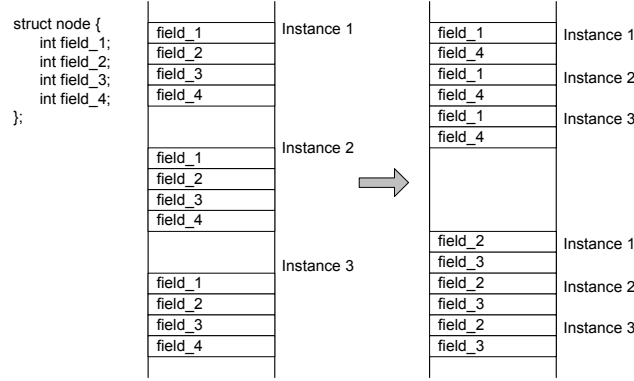 struct node {
int field_1;
int field_2;
int field_3;
int field_4;
};
field_1
field_2
field_3
field_4
Instance 1
field_1
field_2
field_3
field_4
Instance 2
field_1
field_2
field_3
field_4
Instance 3
field_1
field_4
Instance 1
field_1
field_4
Instance 2
field_1
field_4
Instance 3
field_2
field_3
Instance 1
field_2
field_3
Instance 2
field_2
field_3
Instance 3